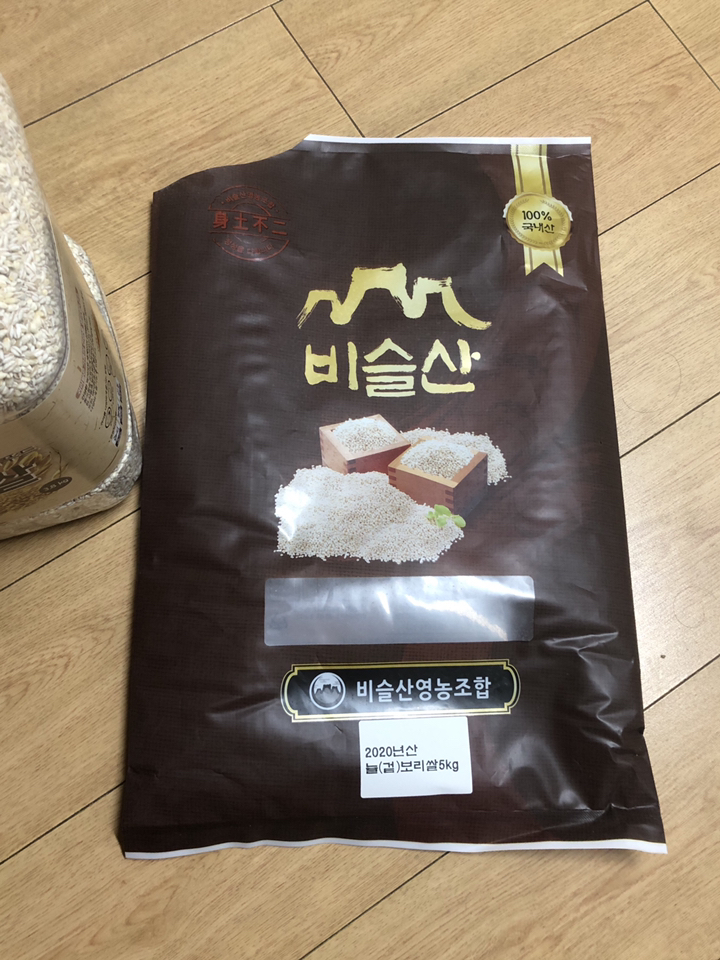 身土不二
100%
국내산
비슬산
비슬산영농조합
2020년산
늘(겉)보리쌀5kg
쌀